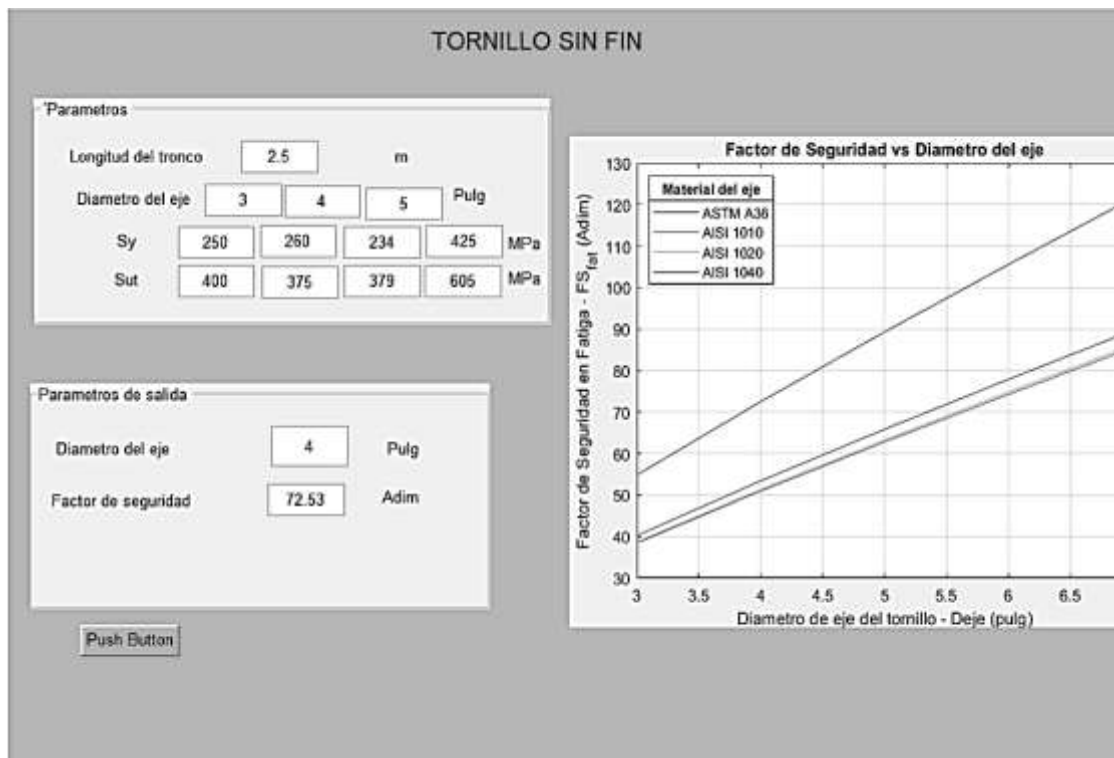 TORNILLO SIN FIN
Parametros
Longitud del tronco 2.5 m
Diametro del eje 3 4 5 Pulg
Sy 250 260 234 425 MPa
Sut 400 375 379 605 MPa
Parametros de salida
Diametro del eje 4 Pulg
Factor de seguridad 72.53 Adim
Push Button
Factor de Seguridad vs Diametro del eje
Material del eje
ASTM A36
AISI 1010
AISI 1020
AISI 1040
Factor de Seguridad en Fatiga - FS_fat (Adim)
130
120
110
100
90
80
70
60
50
40
30
3 3.5 4 4.5 5 5.5 6 6.5
Diametro de eje del tornillo - Deje (pulg)